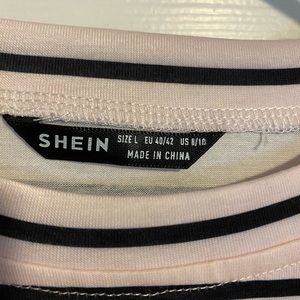 SHEIN
SIZE L EU 40/42 US 8/10
MADE IN CHINA